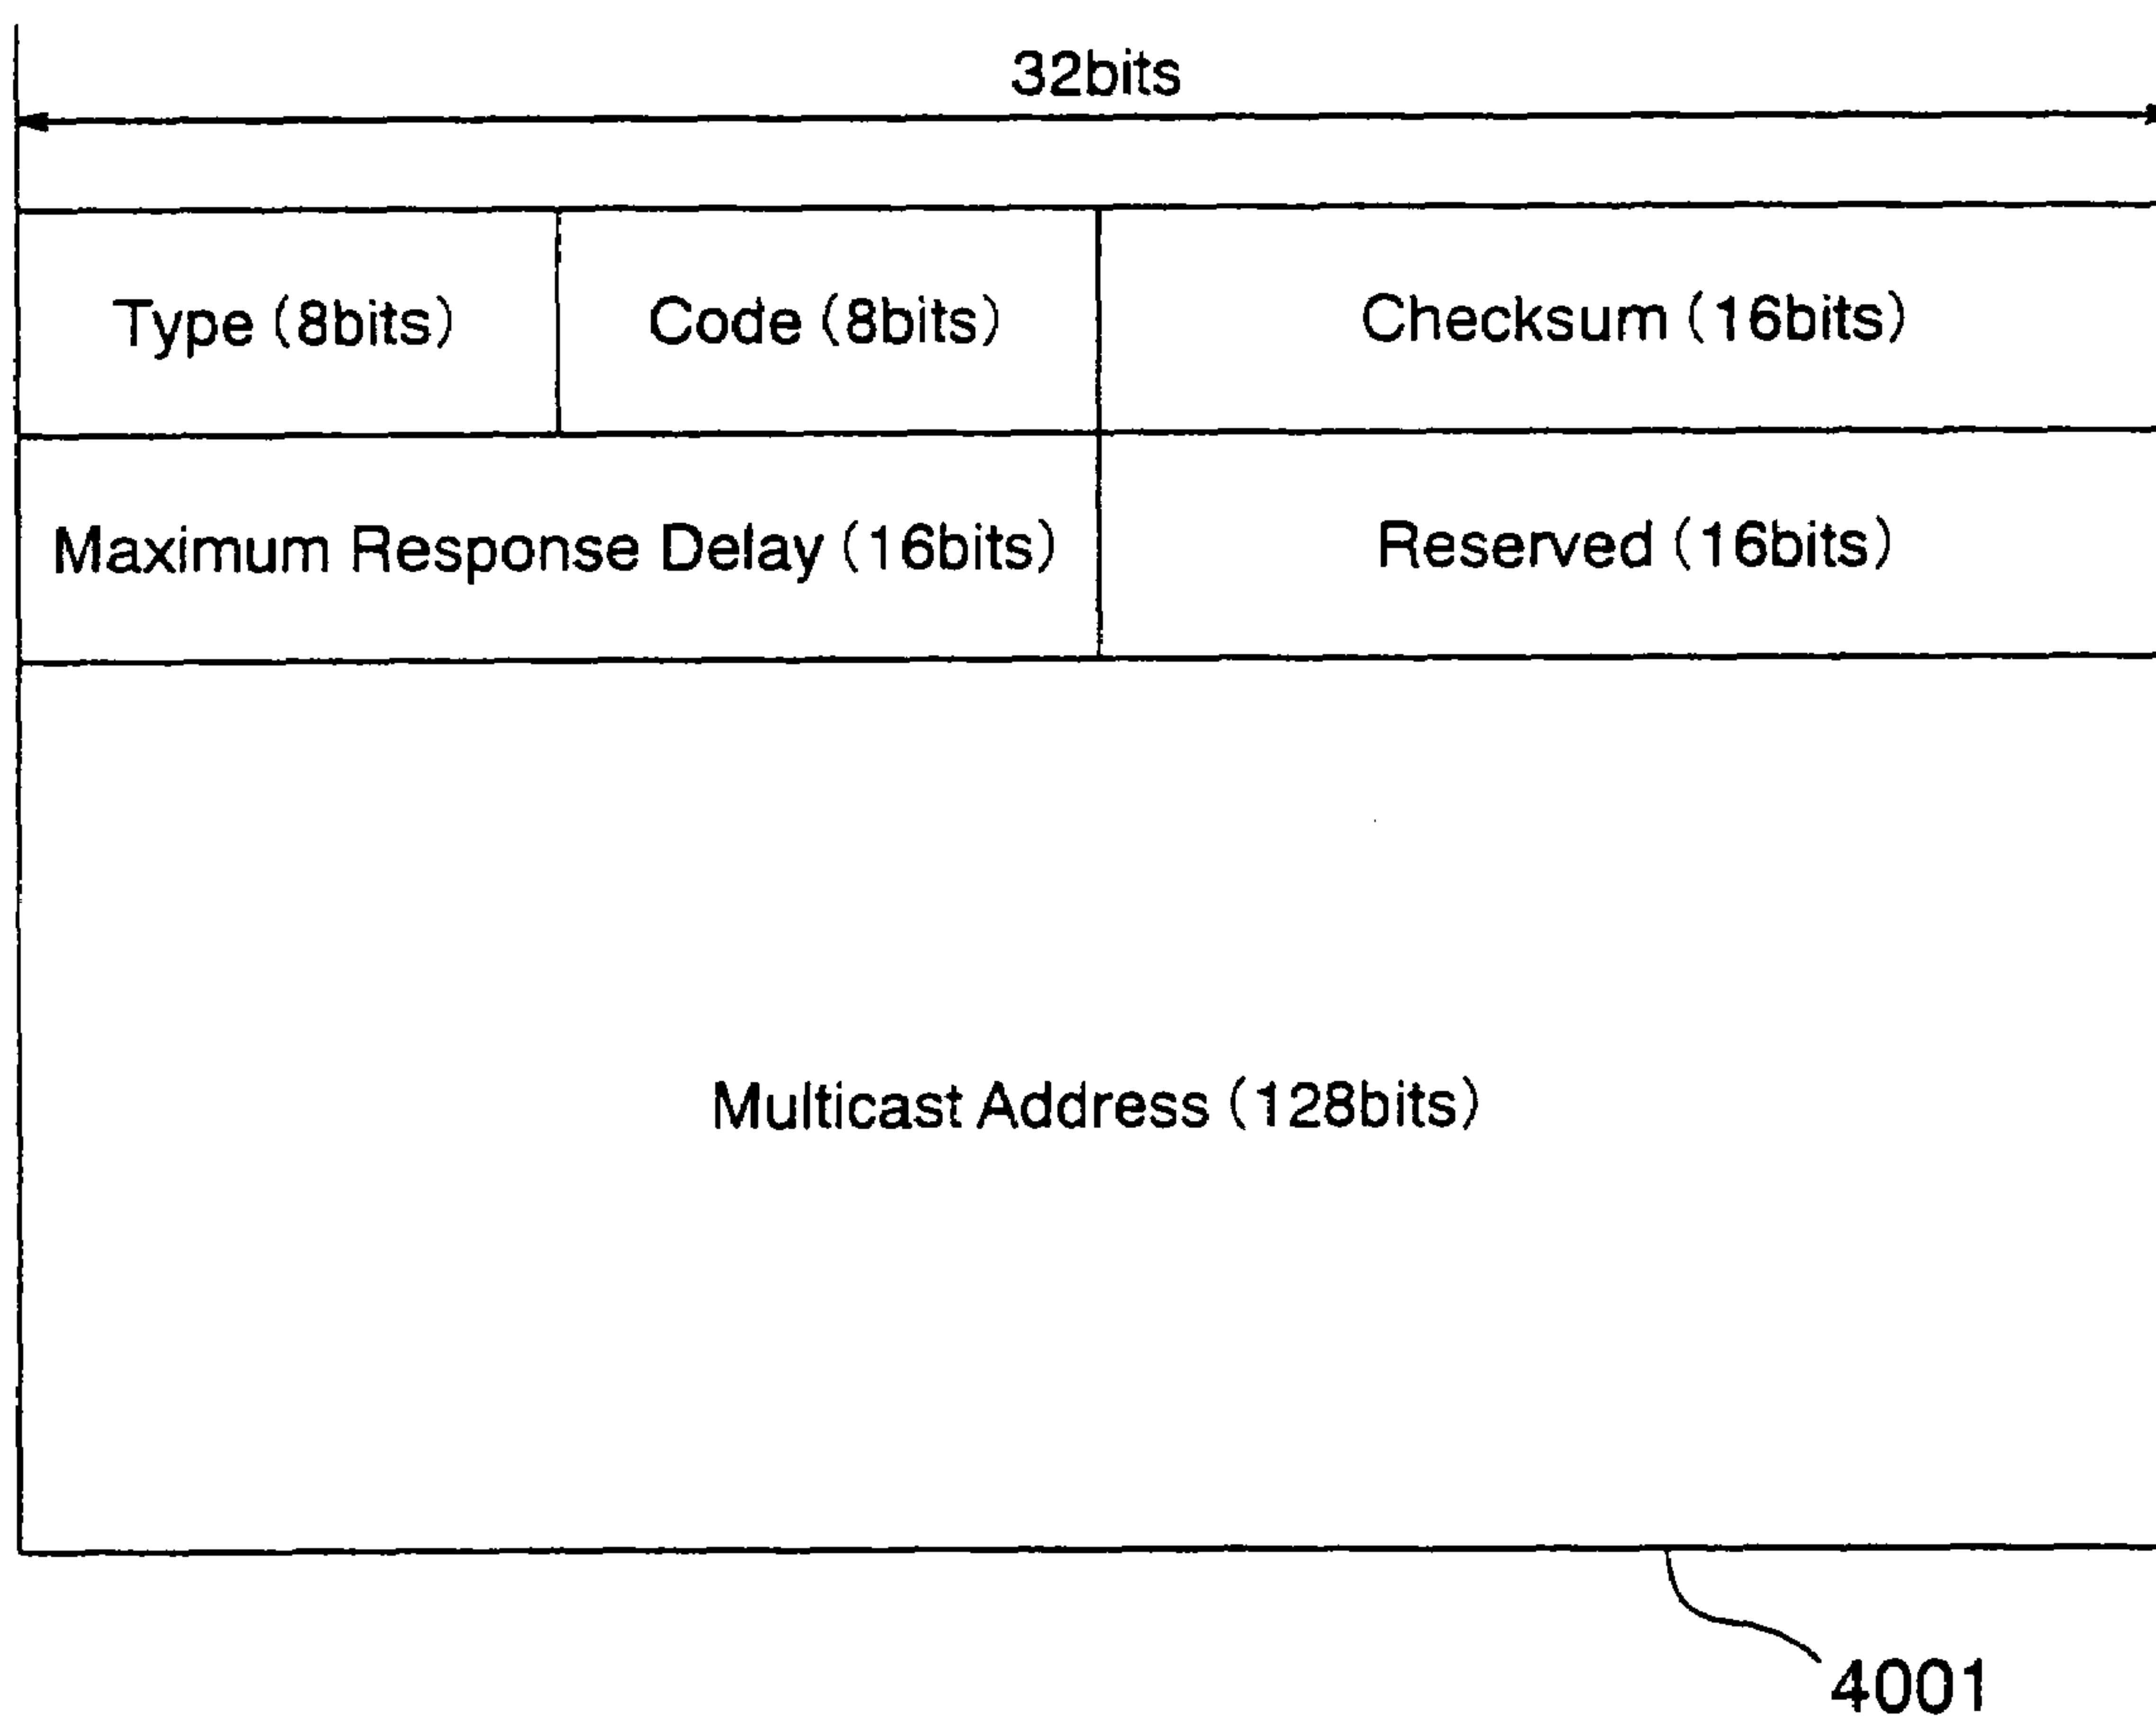 32bits
Type (8bits)
Code (8bits)
Checksum (16bits)
Maximum Response Delay (16bits)
Reserved (16bits)
Multicast Address (128bits)
4001